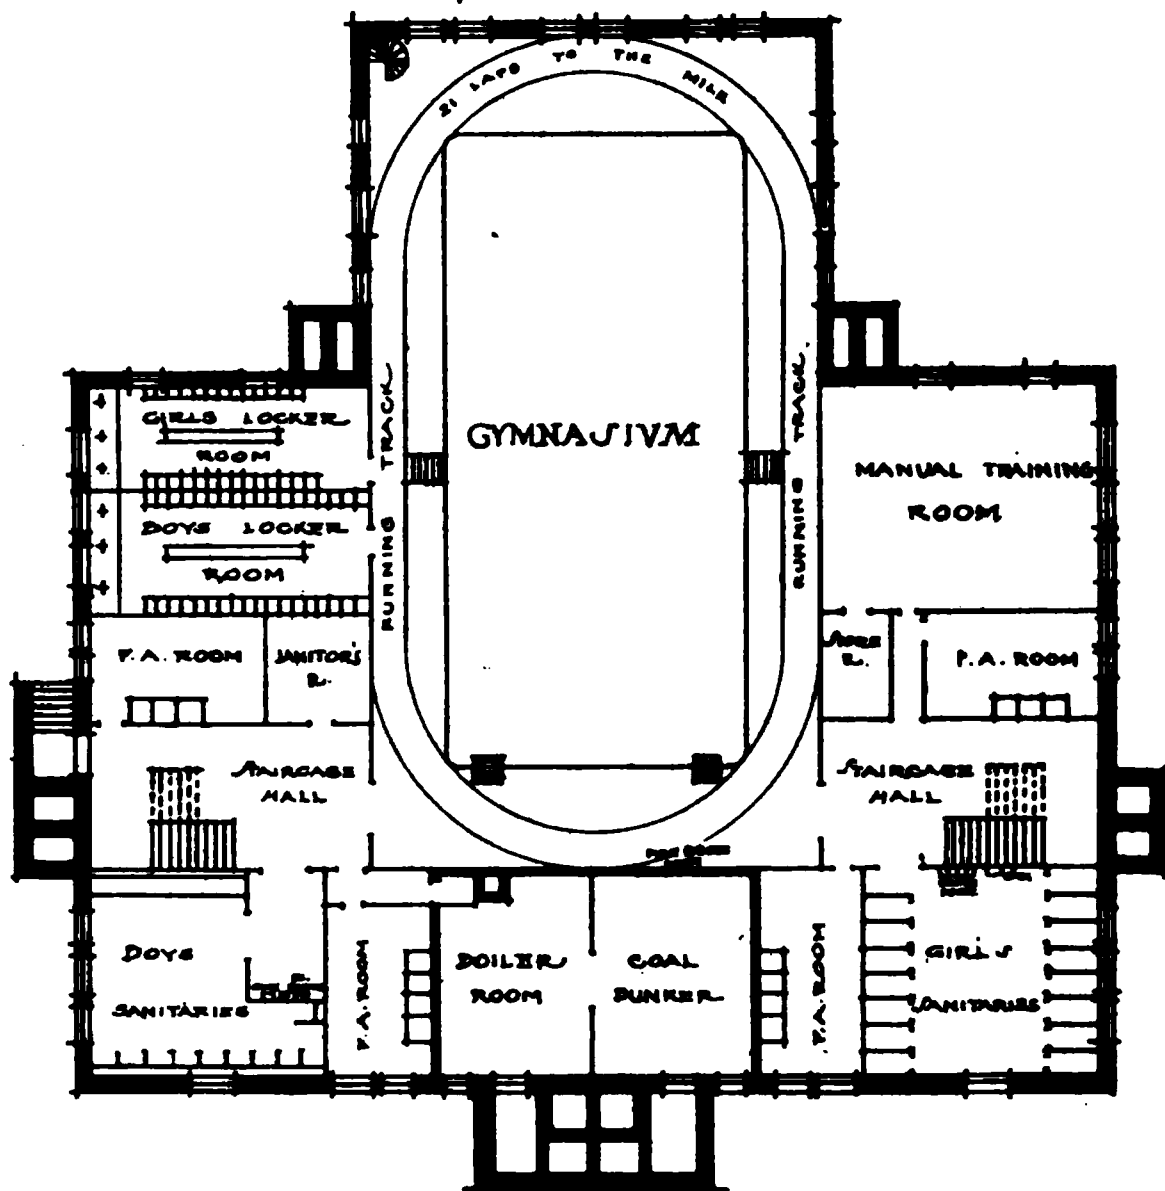 21 LAPS TO THE MILE
GIRLS LOCKER
ROOM
BOYS LOCKER
ROOM
RUNNING TRACK
GYMNASIVM
RUNNING TRACK
MANUAL TRAINING
ROOM
F. A. ROOM
JANITOR'S
R.
STORE
R.
F. A. ROOM
STAIRCASE
HALL
STAIRCASE
HALL
BOYS
SANITARIES
F. A. ROOM
BOILER
ROOM
COAL
BUNKER
F. A. ROOM
GIRLS
SANITARIES